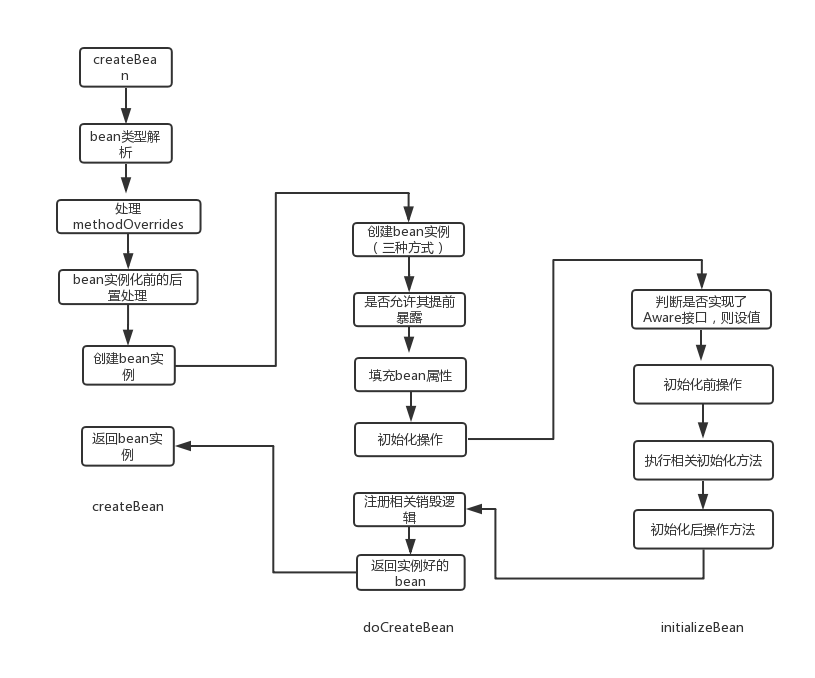 createBea
n
bean类型解
析
处理
methodOverrides
bean实例化前的后
置处理
创建bean实
例
返回bean实
例
createBean
创建bean实例
（三种方式）
是否允许其提前
暴露
填充bean属性
初始化操作
注册相关销毁逻
辑
返回实例好的
bean
doCreateBean
判断是否实现了
Aware接口，则设值
初始化前操作
执行相关初始化方法
初始化后操作方法
initializeBean